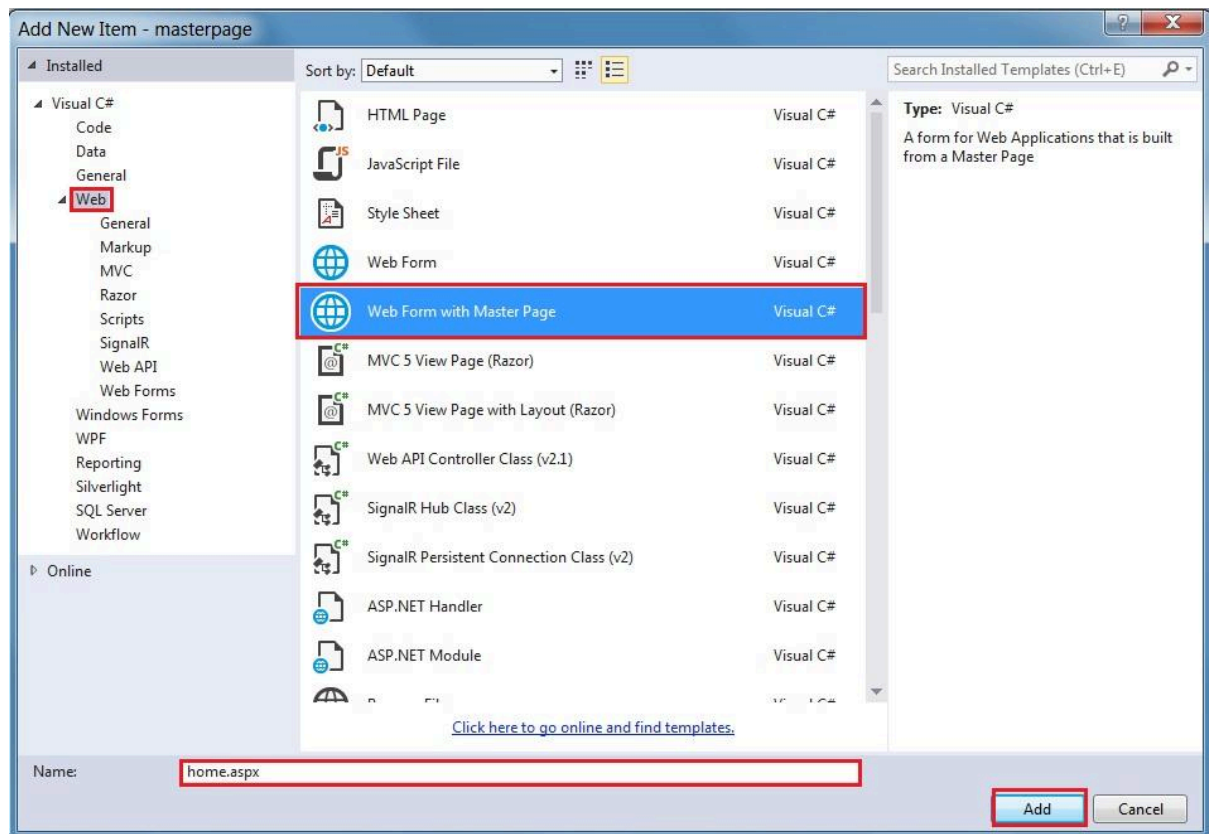 Add New Item - masterpage
Installed
Sort by: Default
Search Installed Templates (Ctrl+E)
Visual C#
Code
Data
General
Web
General
Markup
MVC
Razor
Scripts
SignalR
Web API
Web Forms
Windows Forms
WPF
Reporting
Silverlight
SQL Server
Workflow
Online
HTML Page Visual C#
JavaScript File Visual C#
Style Sheet Visual C#
Web Form Visual C#
Web Form with Master Page Visual C#
MVC 5 View Page (Razor) Visual C#
MVC 5 View Page with Layout (Razor) Visual C#
Web API Controller Class (v2.1) Visual C#
SignalR Hub Class (v2) Visual C#
SignalR Persistent Connection Class (v2) Visual C#
ASP.NET Handler Visual C#
ASP.NET Module Visual C#
Click here to go online and find templates.
Type: Visual C#
A form for Web Applications that is built
from a Master Page
Name: home.aspx
Add Cancel